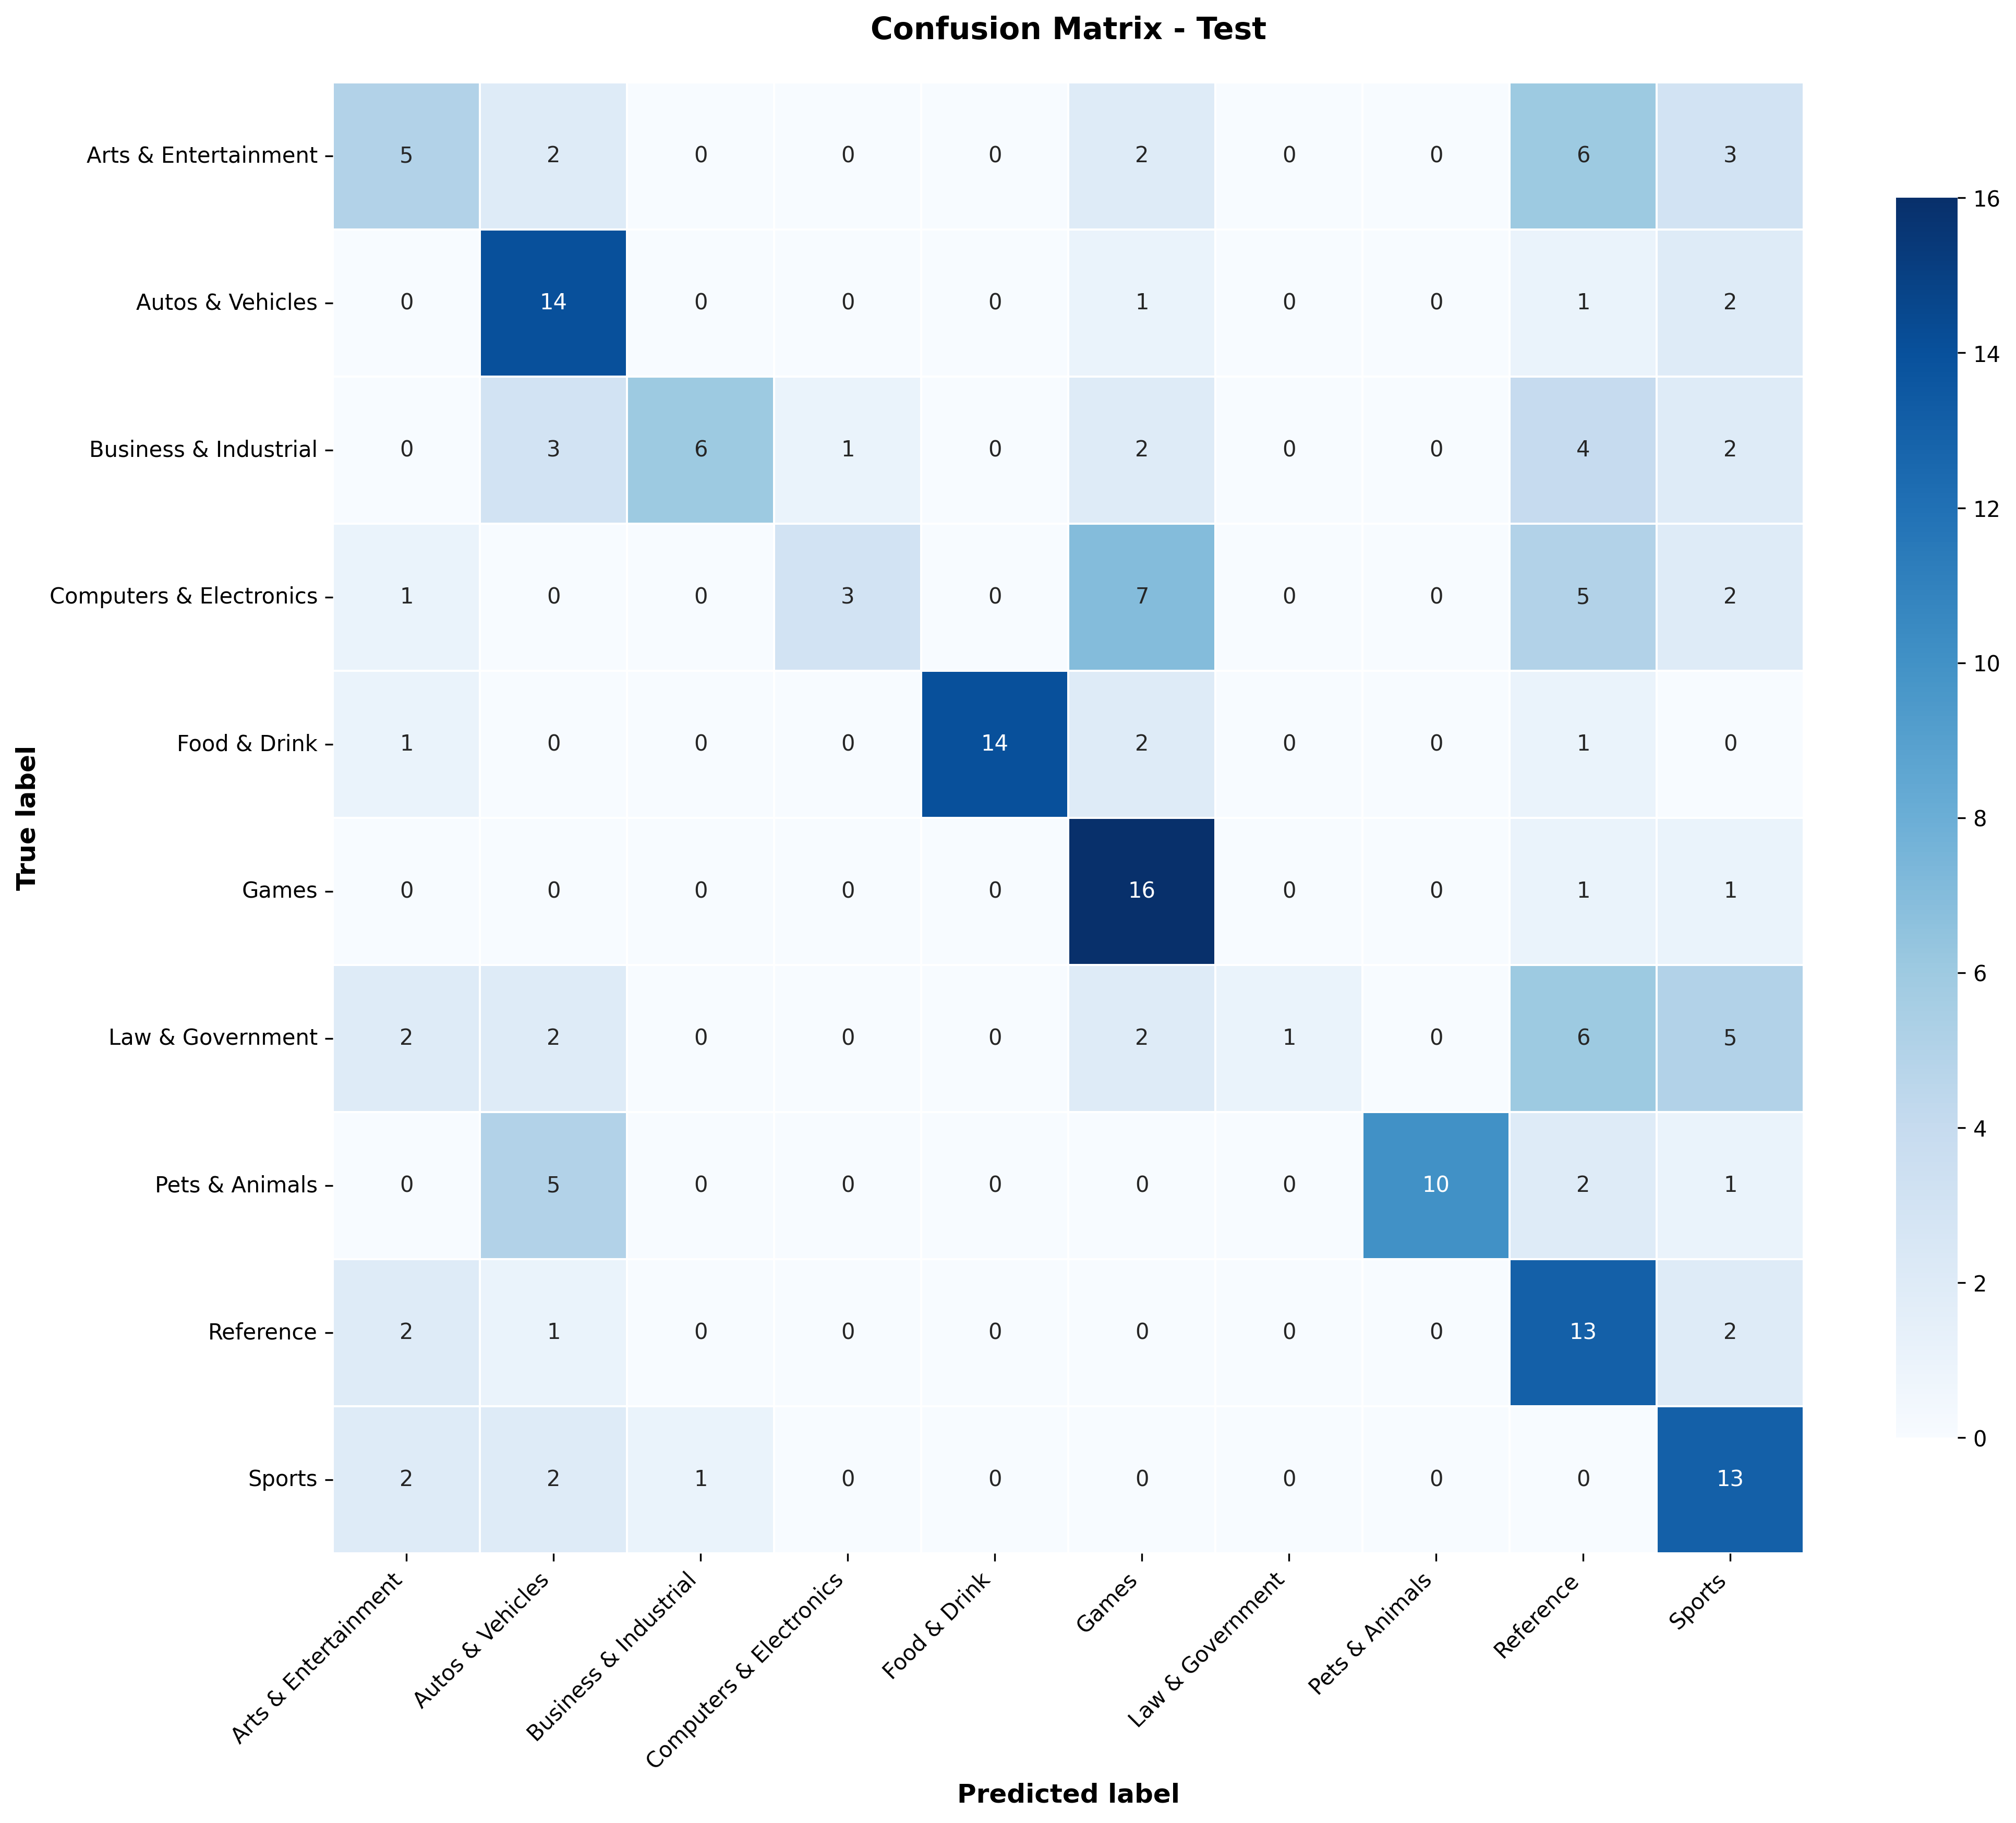 Confusion Matrix - Test
Arts & Entertainment 5 2 0 0 0 2 0 0 6 3
Autos & Vehicles 0 14 0 0 0 1 0 0 1 2
Business & Industrial 0 3 6 1 0 2 0 0 4 2
Computers & Electronics 1 0 0 3 0 7 0 0 5 2
Food & Drink 1 0 0 0 14 2 0 0 1 0
Games 0 0 0 0 0 16 0 0 1 1
Law & Government 2 2 0 0 0 2 1 0 6 5
Pets & Animals 0 5 0 0 0 0 0 10 2 1
Reference 2 1 0 0 0 0 0 0 13 2
Sports 2 2 1 0 0 0 0 0 0 13
True label
Arts & Entertainment
Autos & Vehicles
Business & Industrial
Computers & Electronics
Food & Drink
Games
Law & Government
Pets & Animals
Reference
Sports
Predicted label
16
14
12
10
8
6
4
2
0